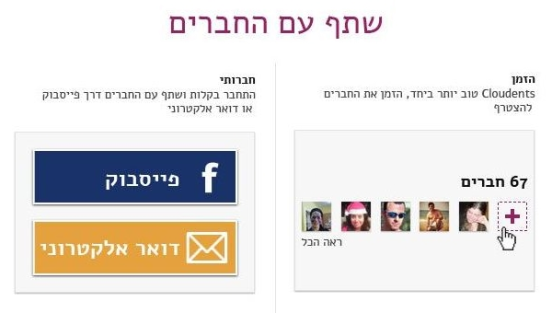 שתף עם החברים
הזמן
Cloudents טוב יותר ביחד, הזמן את החברים
להצטרף
67 חברים
ראה הכל
חברותי
התחבר בקלות ושתף עם החברים דרך פייסבוק
או דואר אלקטרוני
פייסבוק
דואר אלקטרוני